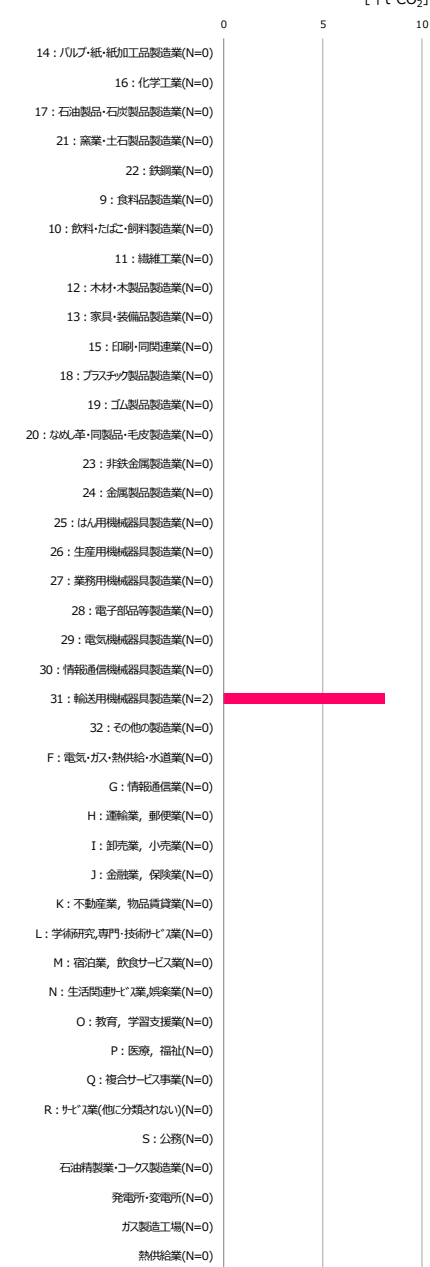 0 5 10
14：パルプ・紙・紙加工品製造業(N=0)
16：化学工業(N=0)
17：石油製品・石炭製品製造業(N=0)
21：窯業・土石製品製造業(N=0)
22：鉄鋼業(N=0)
9：食料品製造業(N=0)
10：飲料・たばこ・飼料製造業(N=0)
11：繊維工業(N=0)
12：木材・木製品製造業(N=0)
13：家具・装備品製造業(N=0)
15：印刷・同関連業(N=0)
18：プラスチック製品製造業(N=0)
19：ゴム製品製造業(N=0)
20：なめし革・同製品・毛皮製造業(N=0)
23：非鉄金属製造業(N=0)
24：金属製品製造業(N=0)
25：はん用機械器具製造業(N=0)
26：生産用機械器具製造業(N=0)
27：業務用機械器具製造業(N=0)
28：電子部品等製造業(N=0)
29：電気機械器具製造業(N=0)
30：情報通信機械器具製造業(N=0)
31：輸送用機械器具製造業(N=2)
32：その他の製造業(N=0)
F：電気・ガス・熱供給・水道業(N=0)
G：情報通信業(N=0)
H：運輸業，郵便業(N=0)
I：卸売業，小売業(N=0)
J：金融業，保険業(N=0)
K：不動産業，物品賃貸業(N=0)
L：学術研究,専門・技術ｻｰﾋﾞｽ業(N=0)
M：宿泊業，飲食サービス業(N=0)
N：生活関連ｻｰﾋﾞｽ業,娯楽業(N=0)
O：教育，学習支援業(N=0)
P：医療，福祉(N=0)
Q：複合サービス事業(N=0)
R：ｻｰﾋﾞｽ業(他に分類されない)(N=0)
S：公務(N=0)
石油精製業・コークス製造業(N=0)
発電所・変電所(N=0)
ガス製造工場(N=0)
熱供給業(N=0)